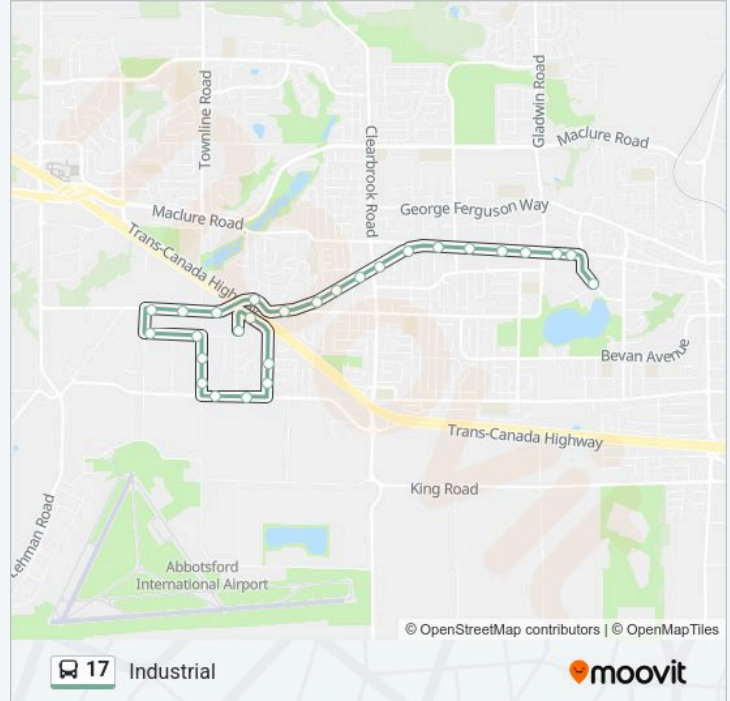 Townline Road
Gladwin Road
Clearbrook Road
Maclure Road
George Ferguson Way
Maclure Road
Trans-Canada High
Bevan Avenue
Trans-Canada Highway
King Road
Lehman Road
Abbotsford
International Airport
© OpenStreetMap contributors | © OpenMapTiles
17 Industrial
moovit